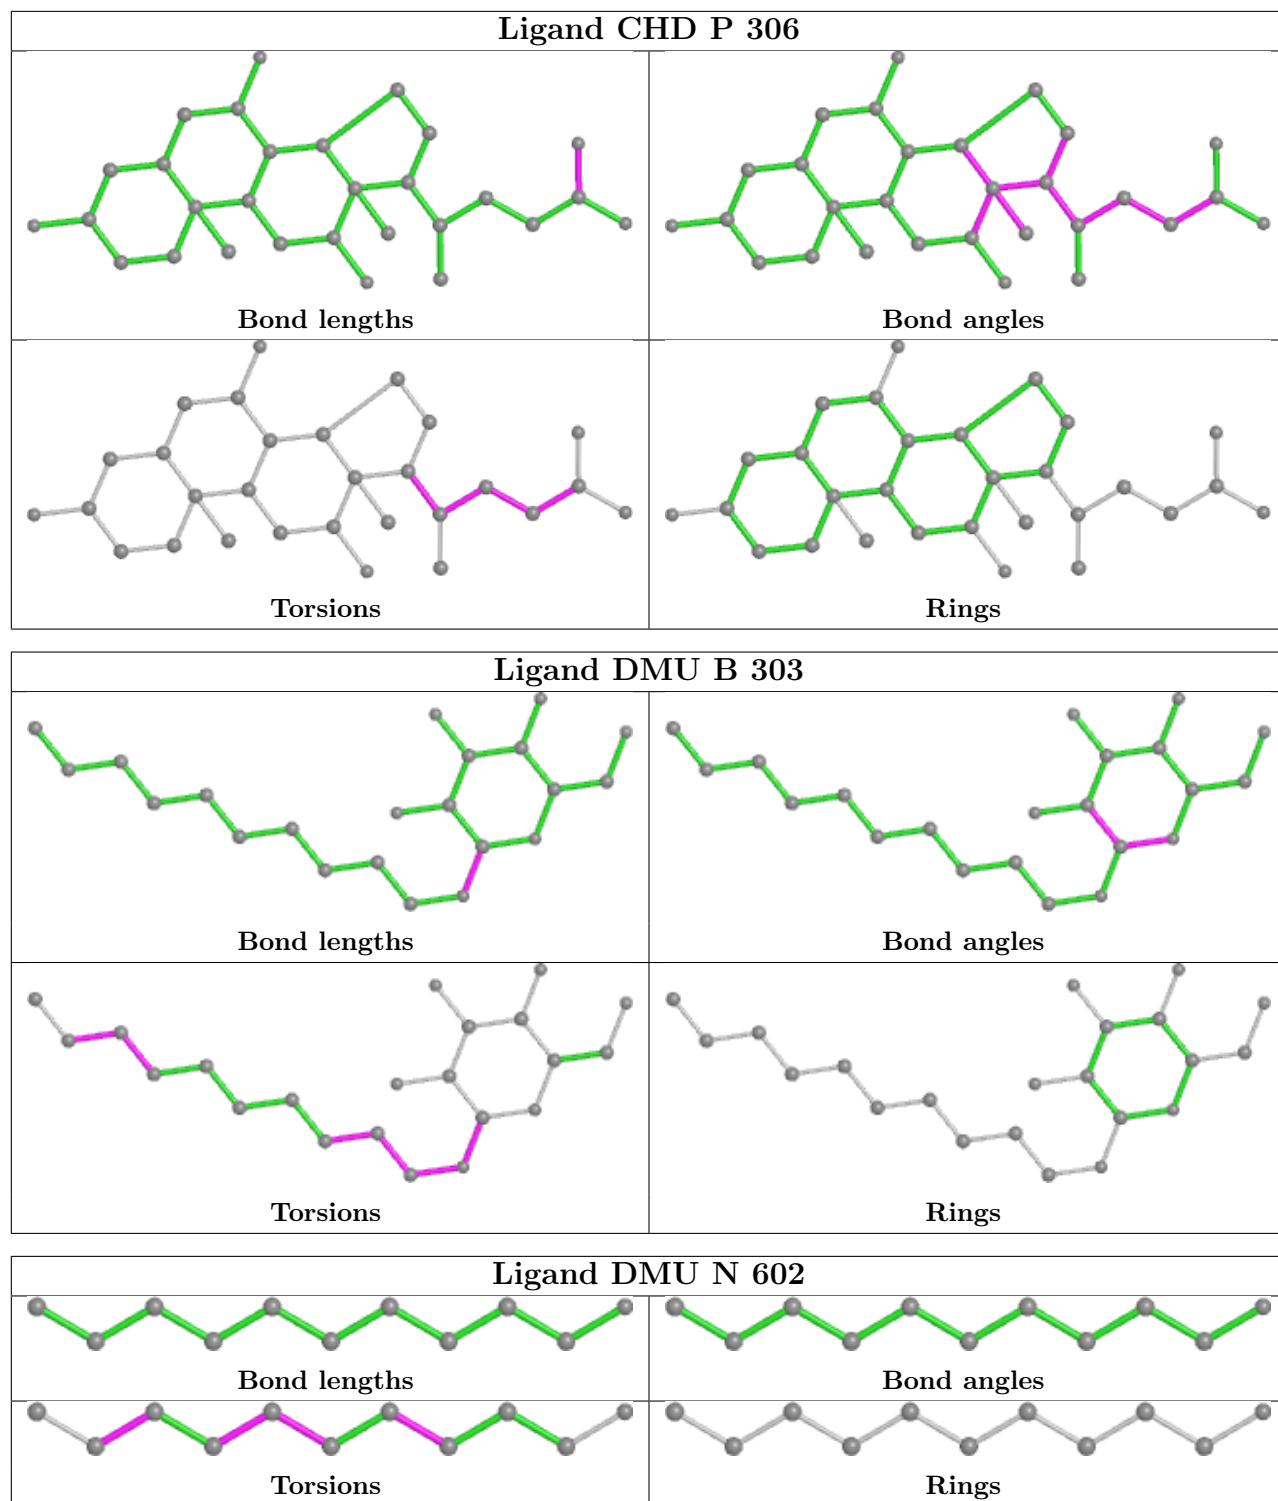 Ligand CHD P 306
Bond lengths
Bond angles
Torsions
Rings
Ligand DMU B 303
Bond lengths
Bond angles
Torsions
Rings
Ligand DMU N 602
Bond lengths
Bond angles
Torsions
Rings